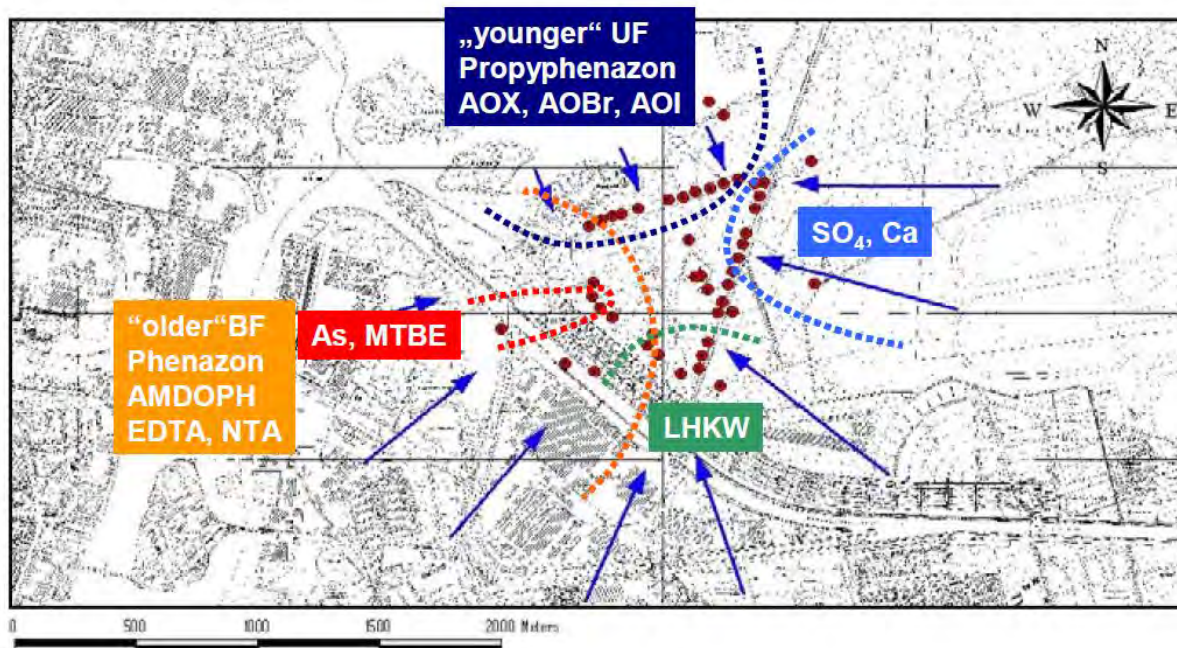 „younger“ UF
Propyphenazon
AOX, AOBr, AOI
N
W E
S
SO₄, Ca
“older“BF
Phenazon
AMDOPH
EDTA, NTA
As, MTBE
LHKW
0 500 1000 1500 2000 Meters